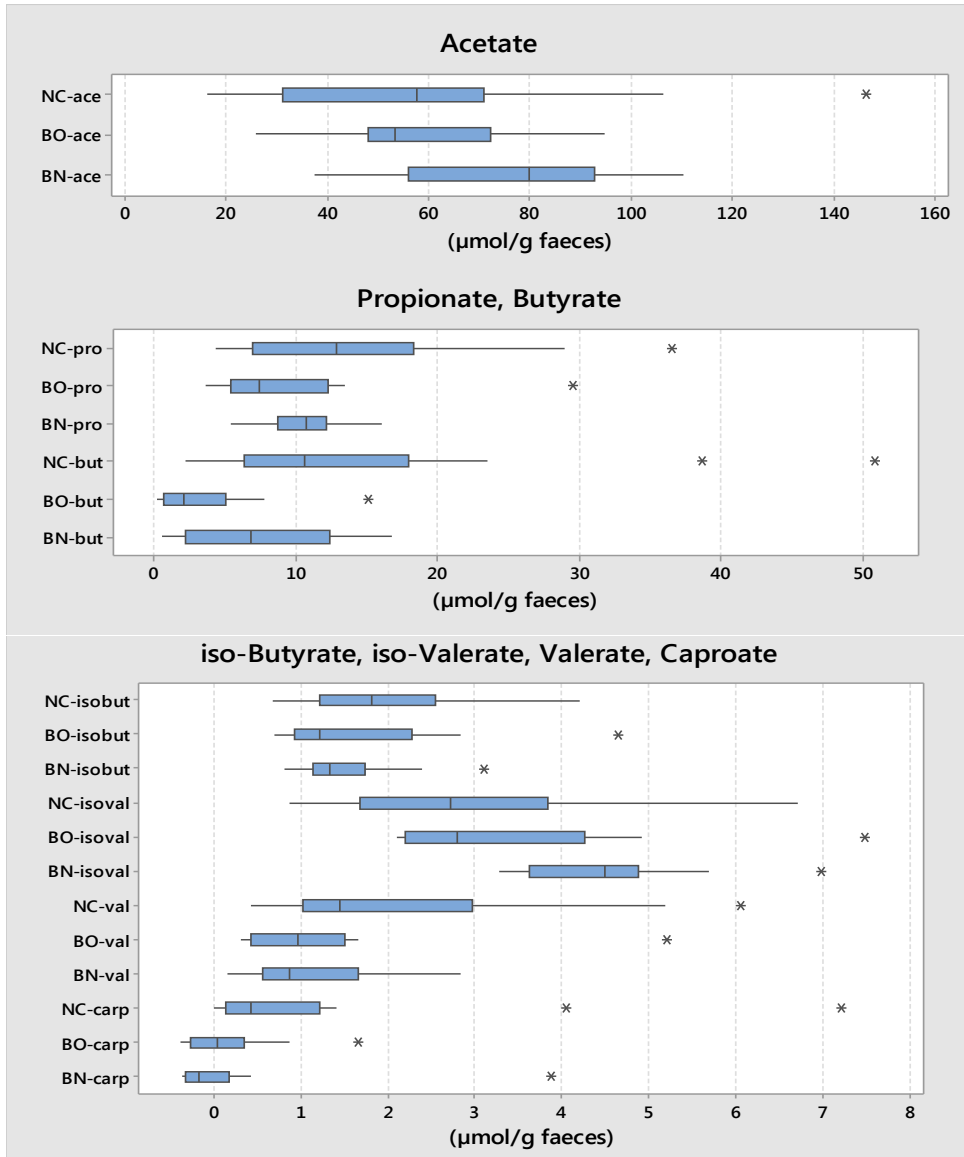 Acetate
NC-ace
BO-ace
BN-ace
0 20 40 60 80 100 120 140 160
(µmol/g faeces)
Propionate, Butyrate
NC-pro
BO-pro
BN-pro
NC-but
BO-but
BN-but
0 10 20 30 40 50
(µmol/g faeces)
iso-Butyrate, iso-Valerate, Valerate, Caproate
NC-isobut
BO-isobut
BN-isobut
NC-isoval
BO-isoval
BN-isoval
NC-val
BO-val
BN-val
NC-carp
BO-carp
BN-carp
0 1 2 3 4 5 6 7 8
(µmol/g faeces)